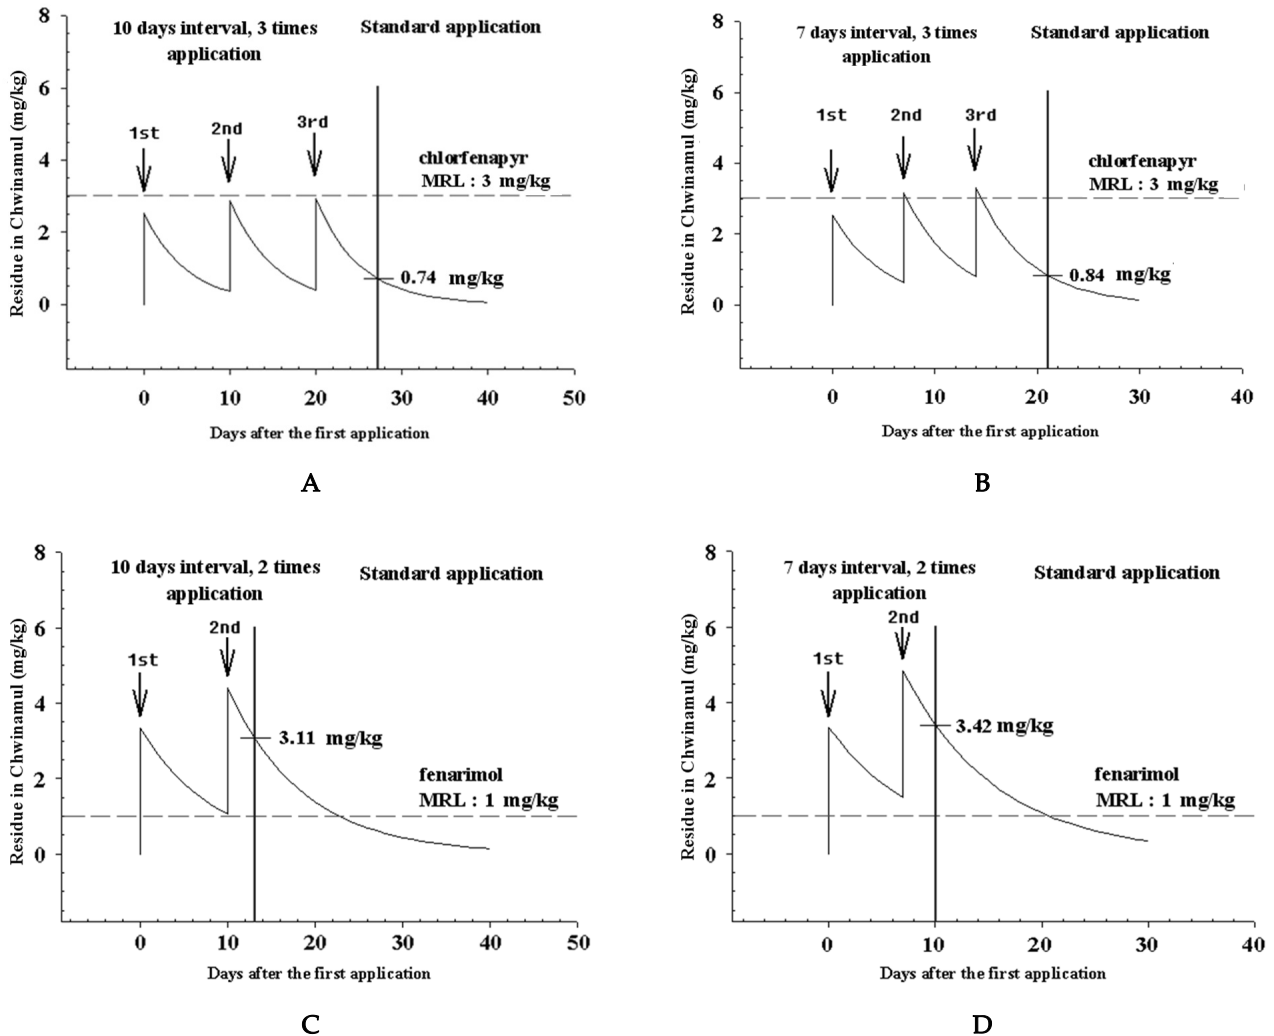 10 days interval, 3 times
application
Standard application
Residue in Chwinamul (mg/kg)
8
6
4
2
0
1st
2nd
3rd
chlorfenapyr
MRL : 3 mg/kg
0.74 mg/kg
0 10 20 30 40 50
Days after the first application
A
7 days interval, 3 times
application
Standard application
Residue in Chwinamul (mg/kg)
8
6
4
2
0
1st
2nd
3rd
chlorfenapyr
MRL : 3 mg/kg
0.84 mg/kg
0 10 20 30 40
Days after the first application
B
10 days interval, 2 times
application
Standard application
Residue in Chwinamul (mg/kg)
8
6
4
2
0
1st
2nd
3.11 mg/kg
fenarimol
MRL : 1 mg/kg
0 10 20 30 40 50
Days after the first application
C
7 days interval, 2 times
application
Standard application
Residue in Chwinamul (mg/kg)
8
6
4
2
0
1st
2nd
3.42 mg/kg
fenarimol
MRL : 1 mg/kg
0 10 20 30 40
Days after the first application
D